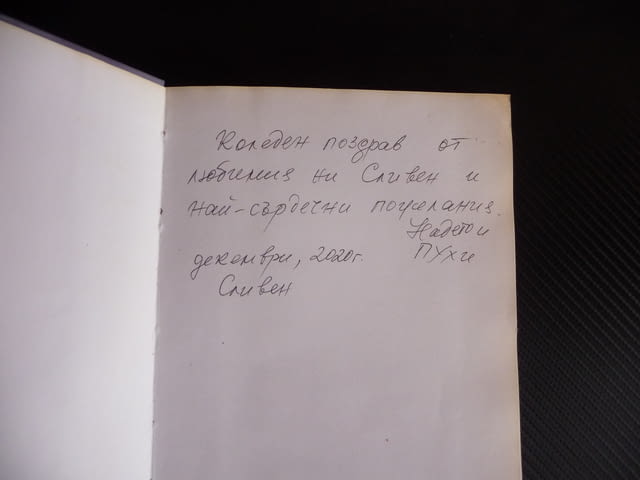 Коледен поздрав от
любимия ни Сливен и
най-сърдечни пожелания.
Надето и
Пухи
декември, 2020г.
Сливен